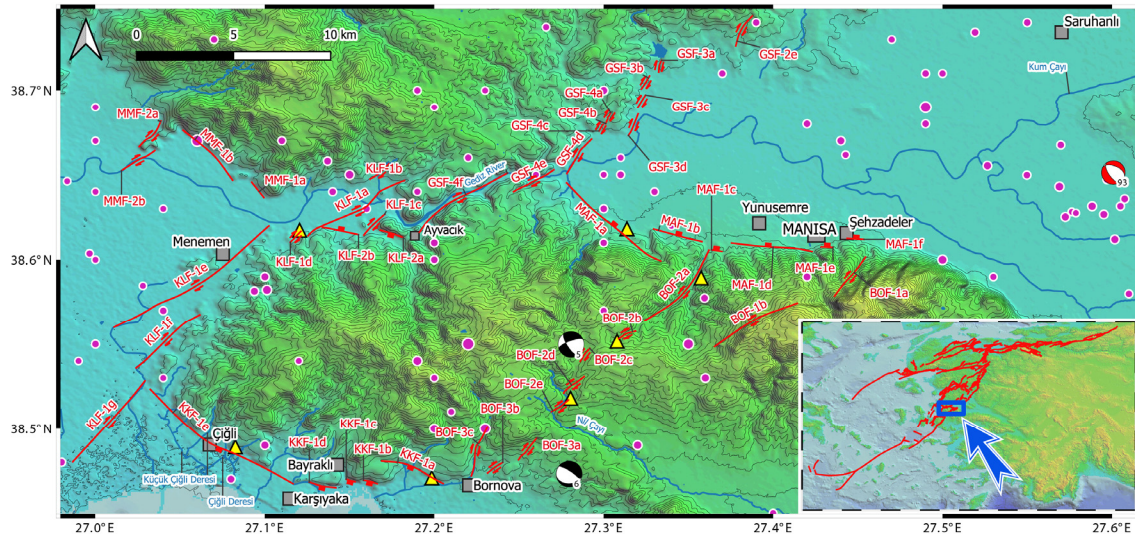 Saruhanlı
0 5 10 km
GSF-2e
GSF-3a
GSF-3b
Kum Çayı
38.7°N
GSF-4a
MMF-2a
GSF-3c
GSF-4b
GSF-4c
MMF-1b
GSF-4d
GSF-3d
GSF-4e
KLF-1b
93
MMF-1a
GSF-4f
Gediz River
MAF-1c
KLF-1a
MMF-2b
KLF-1c
Yunusemre
MAF-1a
MAF-1b
Şehzadeler
MANISA
Ayvacık
Menemen
KLF-1d
KLF-2b
KLF-2a
MAF-1f
38.6°N
KLF-1e
BOF-2a
MAF-1d
MAF-1e
BOF-1a
BOF-2b
BOF-1b
KLF-1f
5
BOF-2d
BOF-2c
BOF-2e
KLF-1g
KKF-1e
BOF-3b
38.5°N
Çiğli
KKF-1c
Nif Çayı
KKF-1d
BOF-3c
KKF-1b
BOF-3a
Bayraklı
KKF-1a
Küçük Çiğli Deresi
6
Bornova
Çiğli Deresi
Karşıyaka
27.0°E 27.1°E 27.2°E 27.3°E 27.4°E 27.5°E 27.6°E